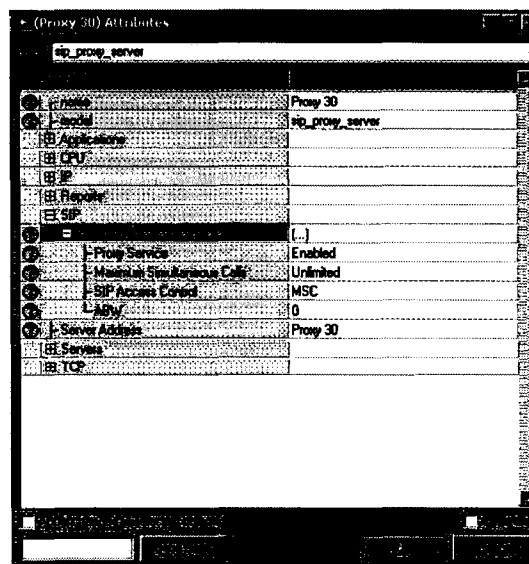 (Proxy 30) Attributes
sip_proxy_server
name Proxy 30
model sip_proxy_server
Applications
CPU
IP
Reports
SIP
(...)
Proxy Service Enabled
Maximum Simultaneous Calls Unlimited
SIP Access Control MSC
ABW 0
Server Address Proxy 30
Servers
TCP